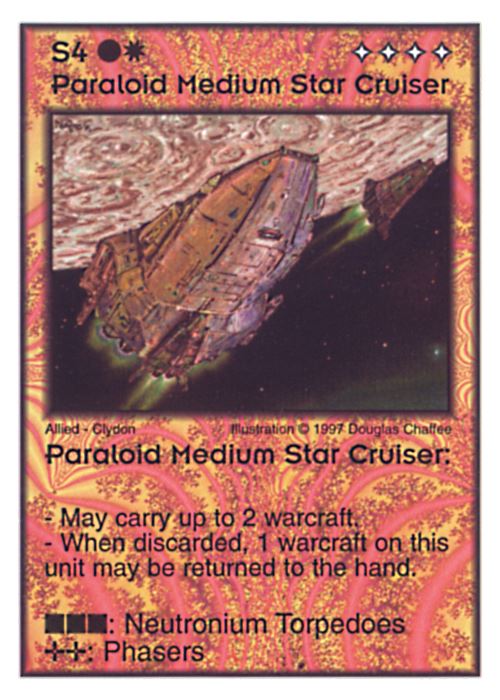 S4
Paraloid Medium Star Cruiser
Allied - Clydon
Illustration © 1997 Douglas Chaffee
Paraloid Medium Star Cruiser:
- May carry up to 2 warcraft.
- When discarded, 1 warcraft on this
unit may be returned to the hand.
■■■: Neutronium Torpedoes
✚✚: Phasers